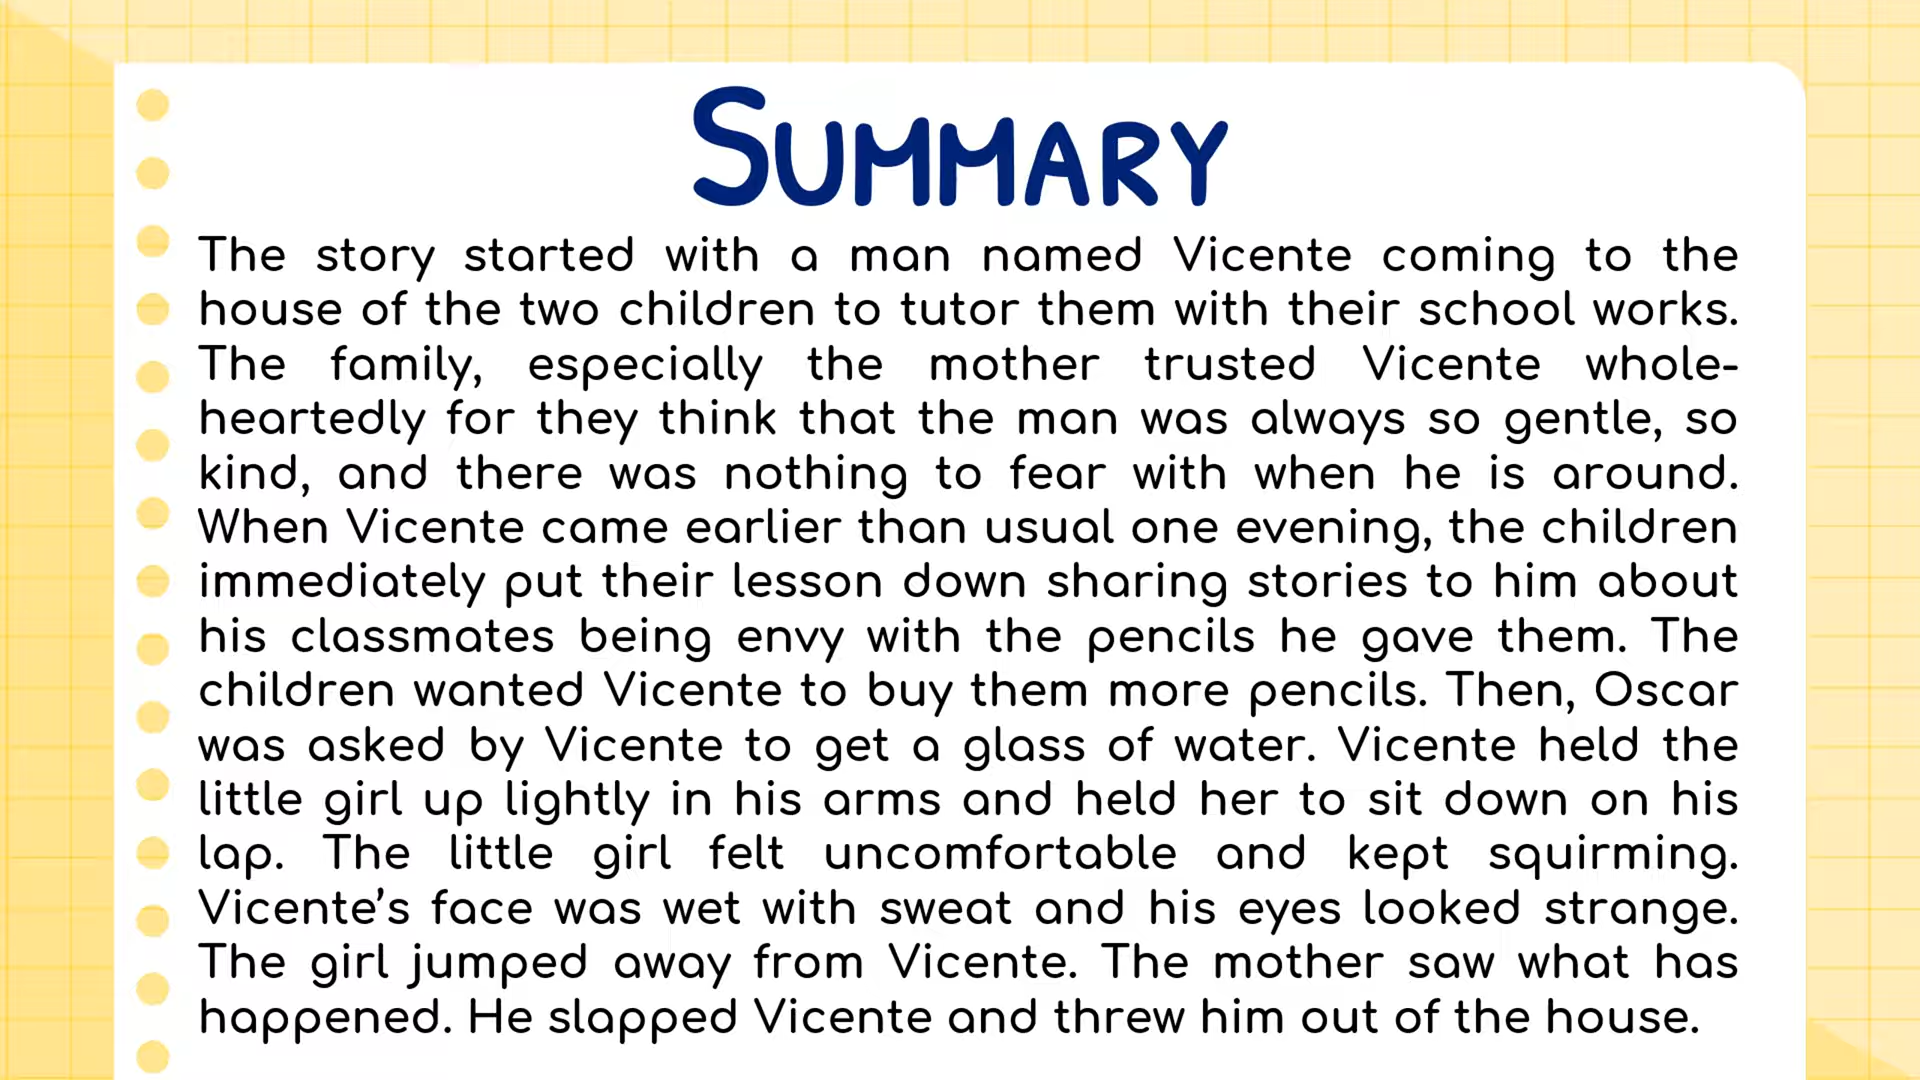 SUMMARY
The story started with a man named Vicente coming to the
house of the two children to tutor them with their school works.
The family, especially the mother trusted Vicente whole-
heartedly for they think that the man was always so gentle, so
kind, and there was nothing to fear with when he is around.
When Vicente came earlier than usual one evening, the children
immediately put their lesson down sharing stories to him about
his classmates being envy with the pencils he gave them. The
children wanted Vicente to buy them more pencils. Then, Oscar
was asked by Vicente to get a glass of water. Vicente held the
little girl up lightly in his arms and held her to sit down on his
lap. The little girl felt uncomfortable and kept squirming.
Vicente’s face was wet with sweat and his eyes looked strange.
The girl jumped away from Vicente. The mother saw what has
happened. He slapped Vicente and threw him out of the house.